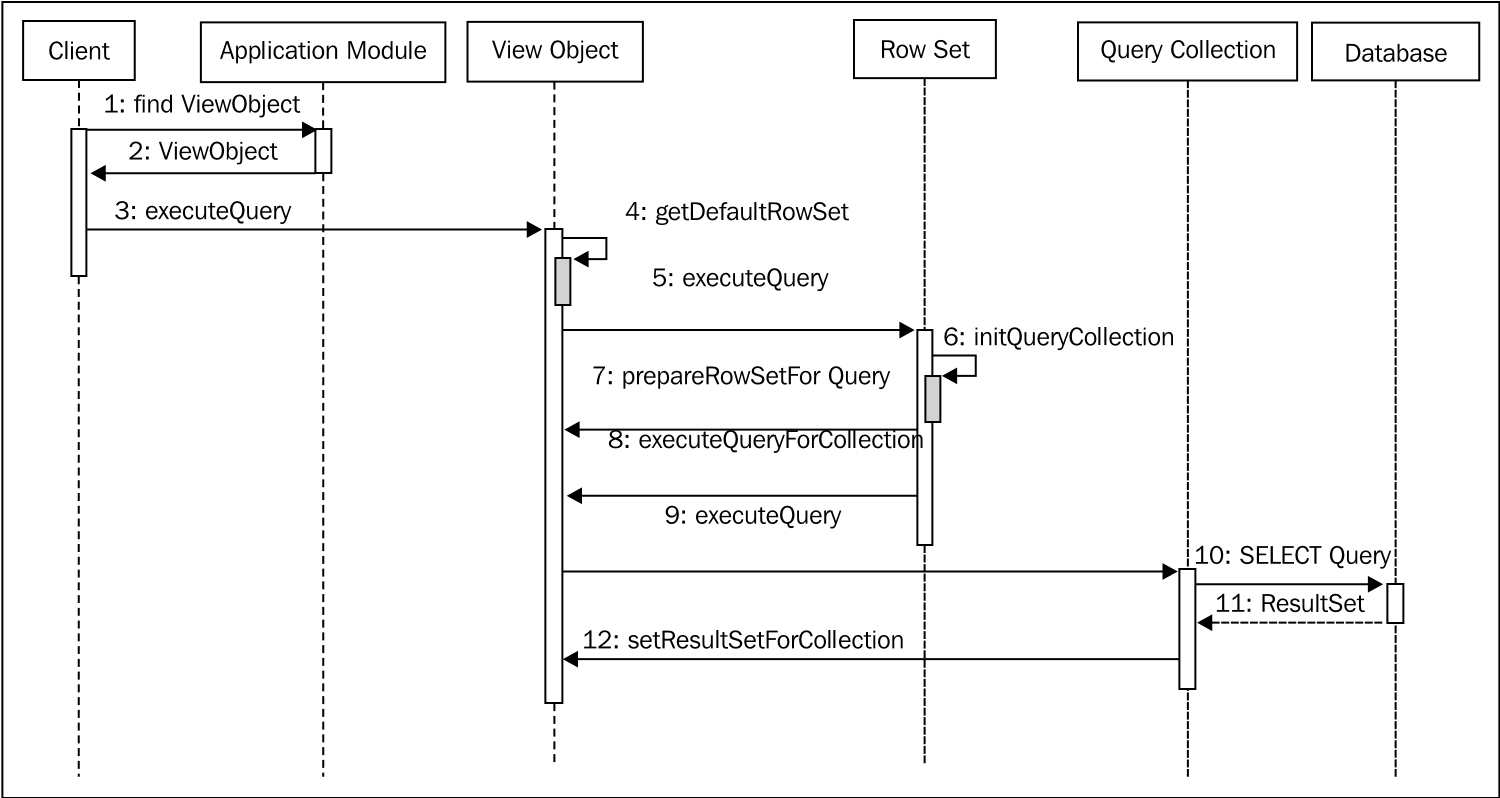 Client
Application Module
View Object
Row Set
Query Collection
Database
1: find ViewObject
2: ViewObject
3: executeQuery
4: getDefaultRowSet
5: executeQuery
6: initQueryCollection
7: prepareRowSetFor Query
8: executeQueryForCollection
9: executeQuery
10: SELECT Query
11: ResultSet
12: setResultSetForCollection